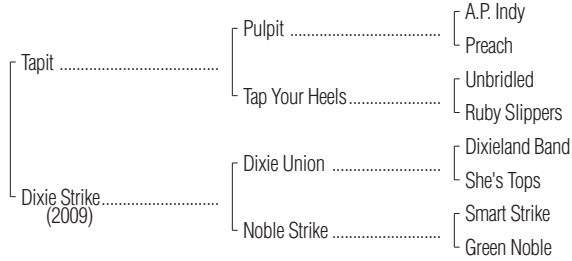 A.P. Indy
Pulpit ..............................
Preach
Tapit ........................................
Unbridled
Tap Your Heels.......................
Ruby Slippers
Dixieland Band
Dixie Union ..........................
She's Tops
Dixie Strike.............................
(2009)
Smart Strike
Noble Strike ...........................
Green Noble